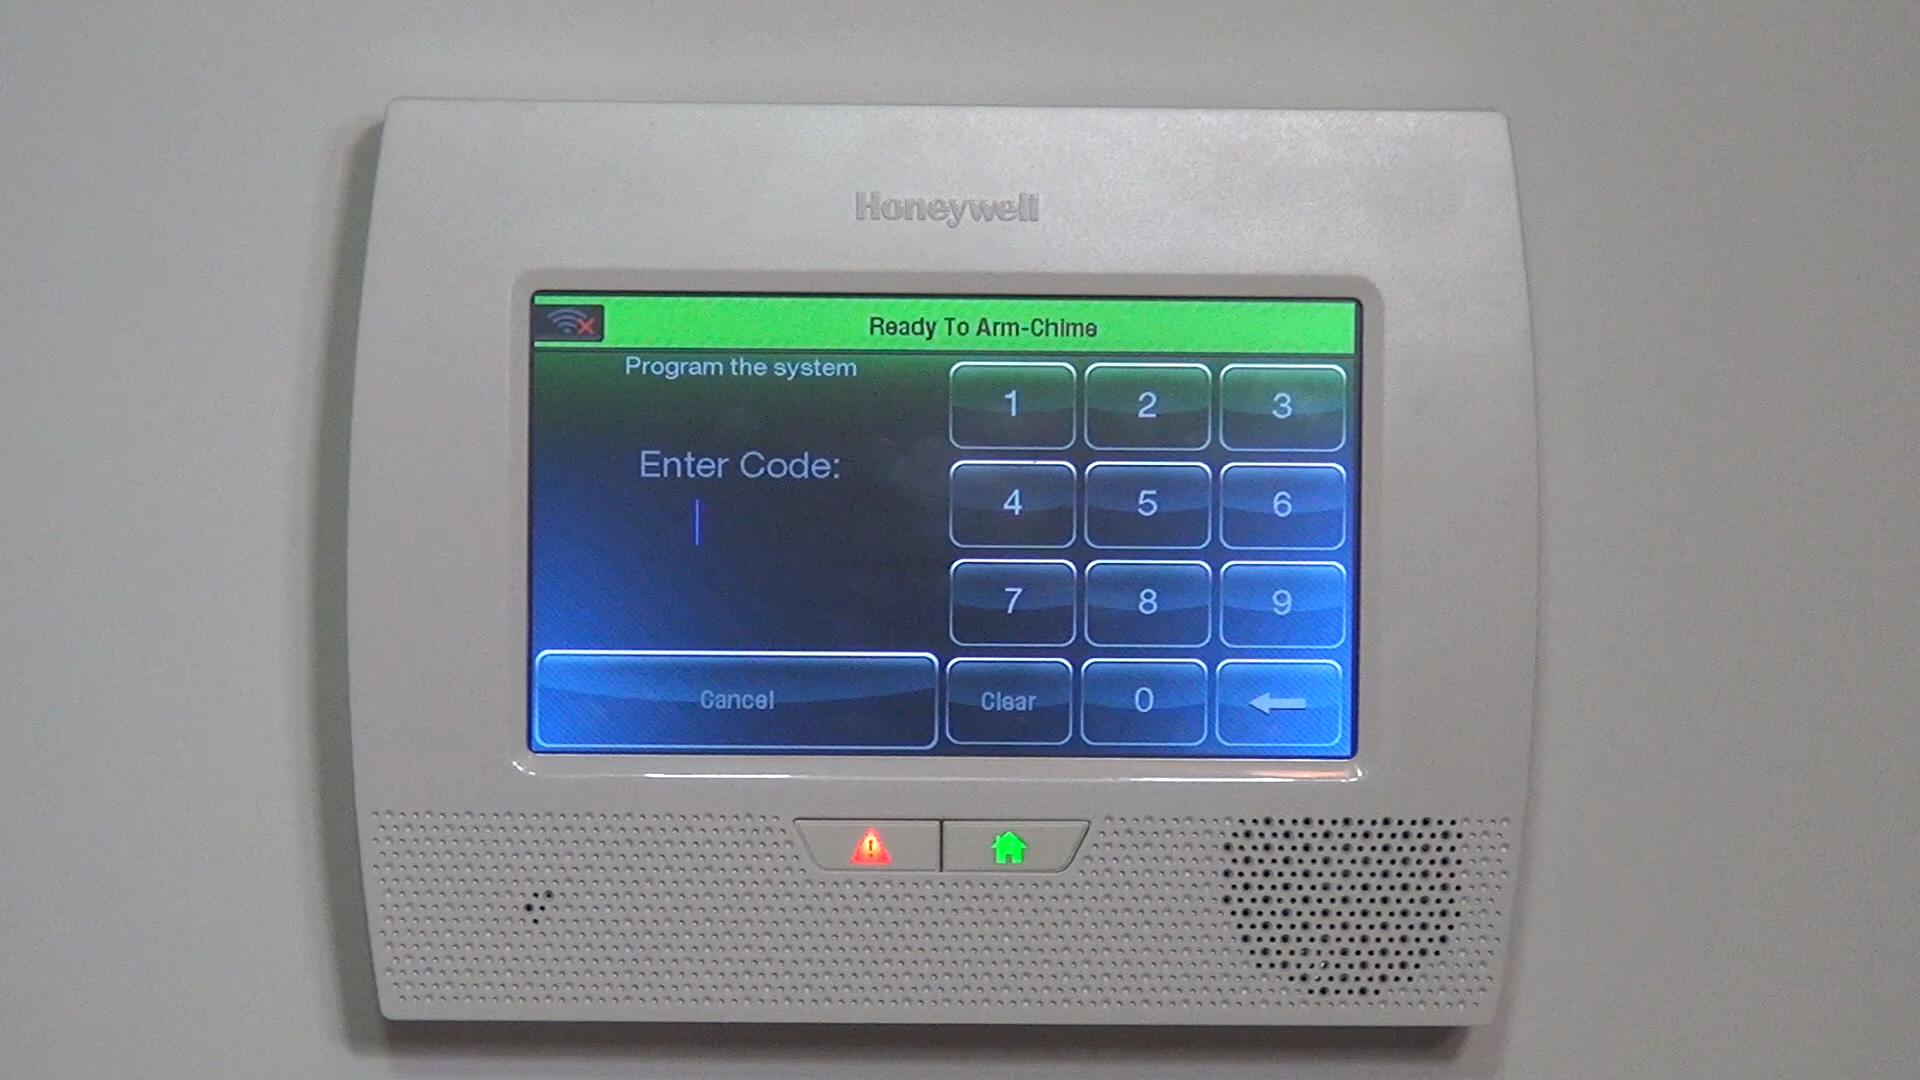 Honeywell
Ready To Arm-Chime
Program the system
Enter Code:
1 2 3
4 5 6
7 8 9
Cancel Clear 0